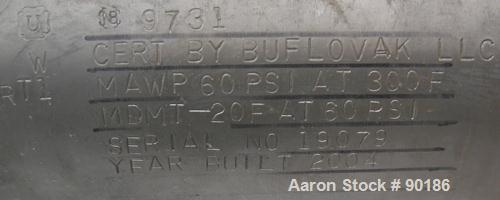 U 18 9731
W CERT BY BUFLOVAK LLC
RT1 MAWP 60 PSI AT 300F
MDMT-20F AT 60 PSI
SERIAL NO 19079
YEAR BUILT 2004
Aaron Stock # 90186